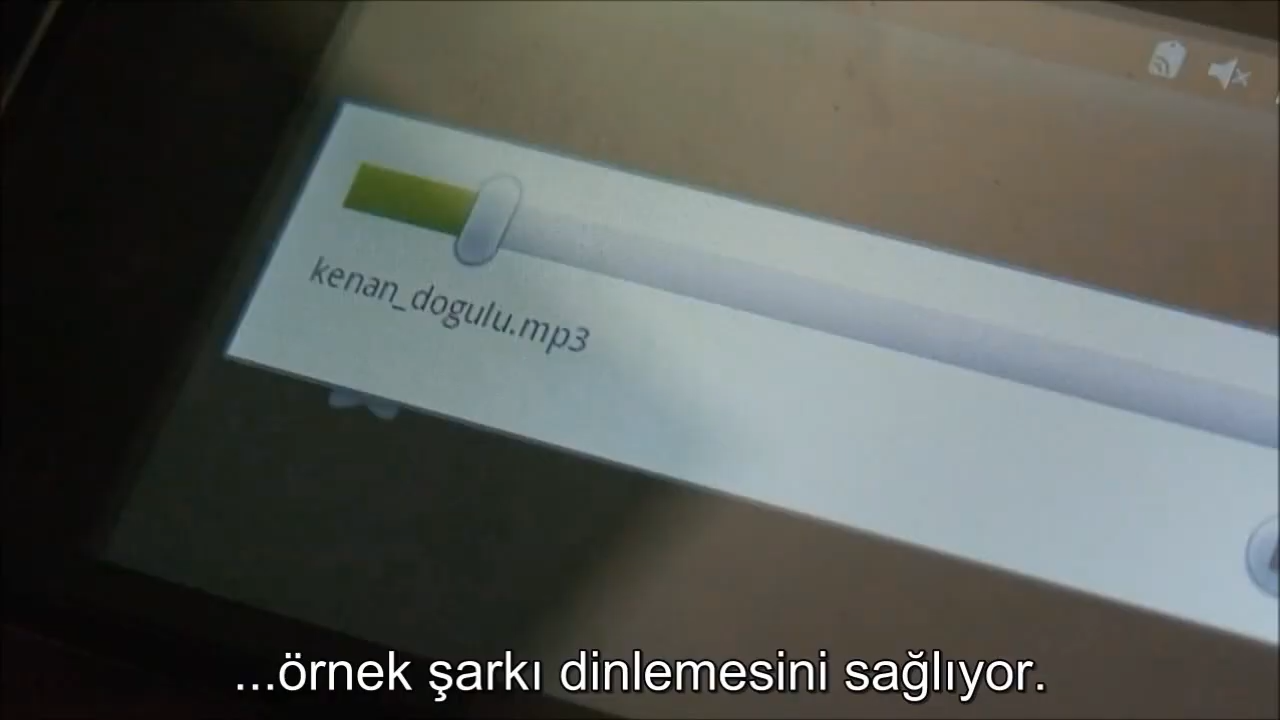 kenan_dogulu.mp3
...örnek şarkı dinlemesini sağlıyor.